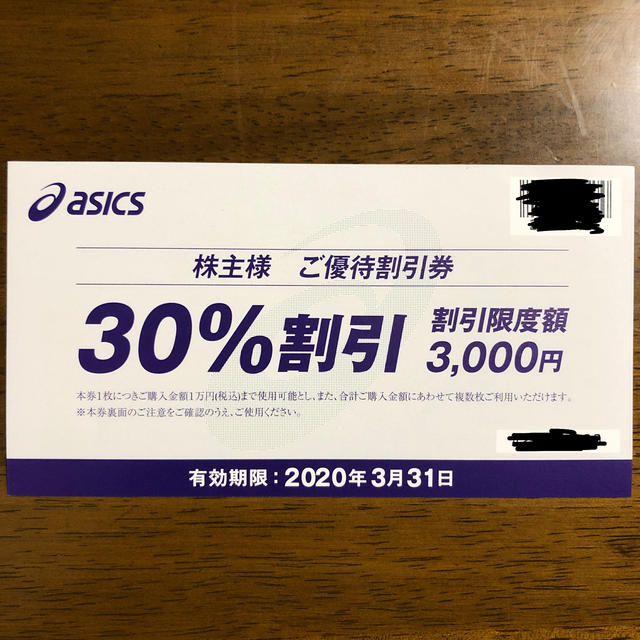 asics
株主様 ご優待割引券
30%割引
割引限度額
3,000円
本券1枚につきご購入金額1万円(税込)まで使用可能とし、また、合計ご購入金額にあわせて複数枚ご利用いただけます。
※本券裏面のご注意をご確認のうえ、ご使用ください。
有効期限：2020年3月31日